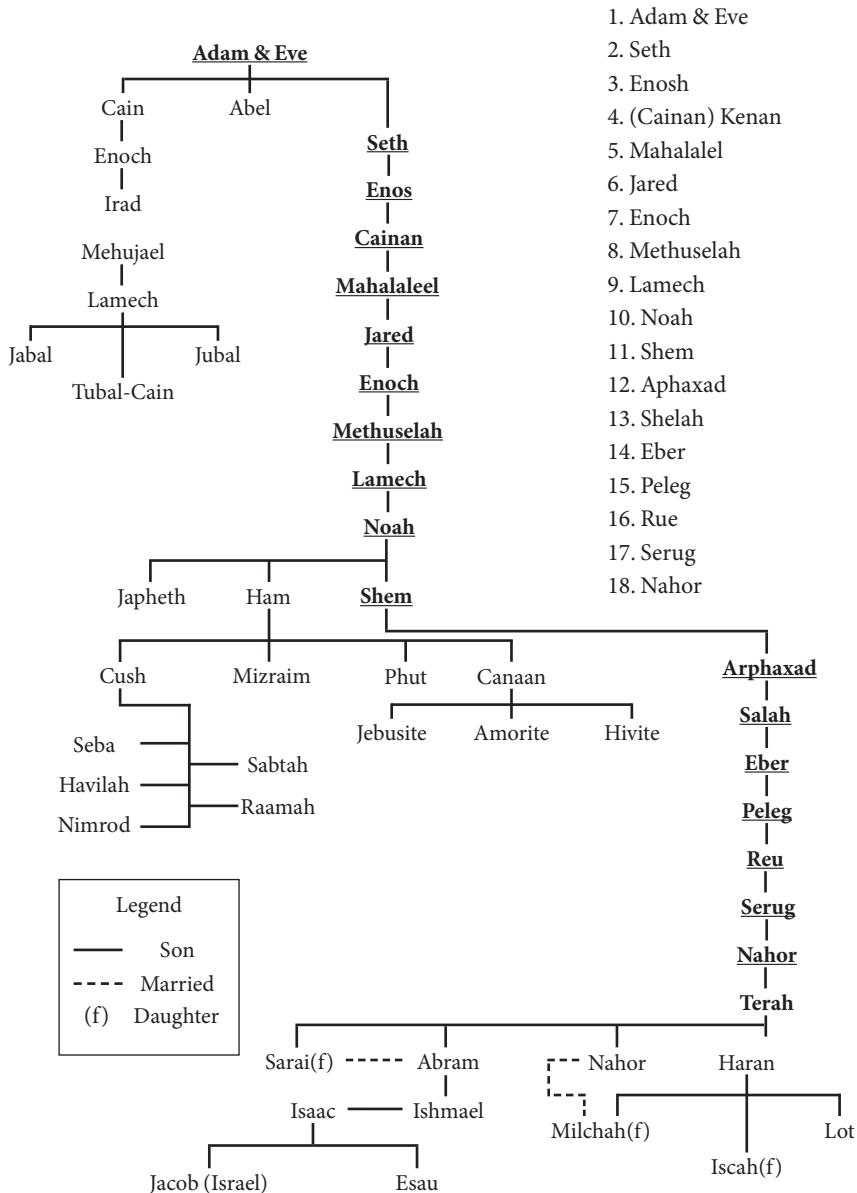 1. Adam & Eve
2. Seth
3. Enosh
4. (Cainan) Kenan
5. Mahalalel
6. Jared
7. Enoch
8. Methuselah
9. Lamech
10. Noah
11. Shem
12. Aphaxad
13. Shelah
14. Eber
15. Peleg
16. Rue
17. Serug
18. Nahor
Adam & Eve
Cain
Abel
Seth
Enoch
Enos
Irad
Cainan
Mehujael
Mahalaleel
Lamech
Jared
Jabal
Jubal
Tubal-Cain
Enoch
Methuselah
Lamech
Noah
Japheth
Ham
Shem
Cush
Mizraim
Phut
Canaan
Arphaxad
Jebusite
Amorite
Hivite
Salah
Seba
Sabtah
Eber
Havilah
Raamah
Nimrod
Peleg
Reu
Serug
Nahor
Terah
Legend
Son
Married
(f) Daughter
Sarai(f)
Abram
Nahor
Haran
Isaac
Ishmael
Milchah(f)
Lot
Iscah(f)
Jacob (Israel)
Esau